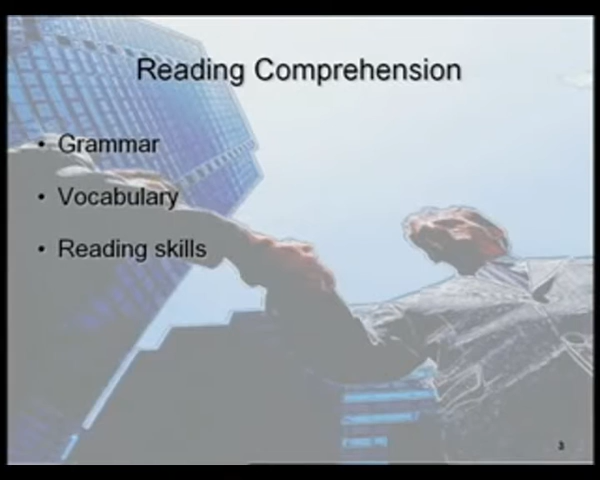 Reading Comprehension
• Grammar
• Vocabulary
• Reading skills
3